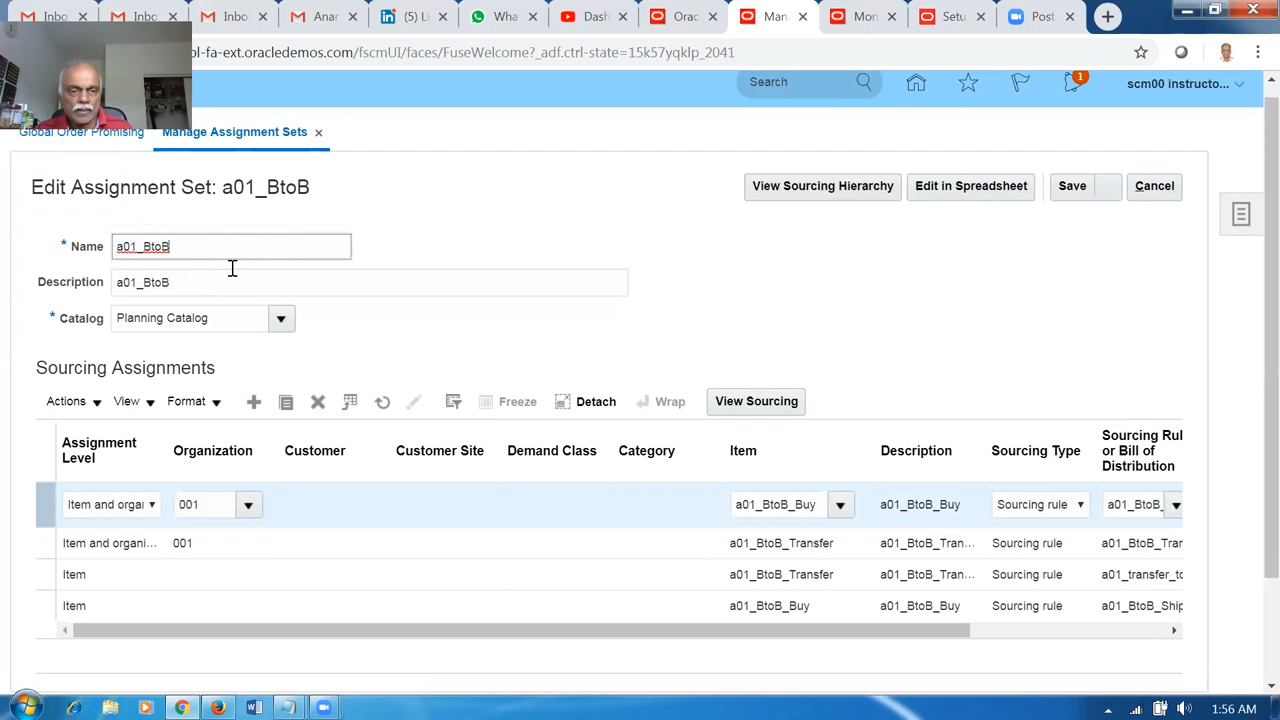 Inbo
Inbo
Inbo
Anar
(5) Li
W
Dash
Orac
Man
Mon
Setu
Post
ol-fa-ext.oracledemos.com/fscmUI/faces/FuseWelcome?_adf.ctrl-state=15k57yqklp_2041
Search
1
scm00 instructo...
Global Order Promising
Manage Assignment Sets
Edit Assignment Set: a01_BtoB
View Sourcing Hierarchy
Edit in Spreadsheet
Save
Cancel
* Name a01_BtoB
Description a01_BtoB
* Catalog Planning Catalog
Sourcing Assignments
Actions View Format Freeze Detach Wrap View Sourcing
Assignment Level Organization Customer Customer Site Demand Class Category Item Description Sourcing Type Sourcing Rul or Bill of Distribution
Item and orgai 001 a01_BtoB_Buy a01_BtoB_Buy Sourcing rule a01_BtoB_
Item and organi... 001 a01_BtoB_Transfer a01_BtoB_Tran... Sourcing rule a01_BtoB_Trar
Item a01_BtoB_Transfer a01_BtoB_Tran... Sourcing rule a01_transfer_to
Item a01_BtoB_Buy a01_BtoB_Buy Sourcing rule a01_BtoB_Ship
1:56 AM